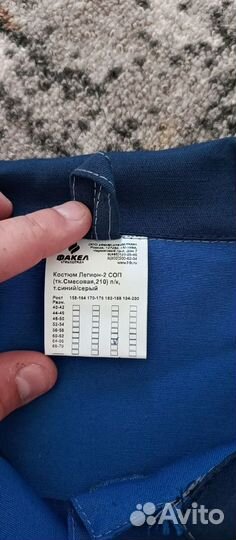 ФАКЕЛ
СПЕЦОДЕЖДА
Костюм Легион-2 СОП
(тк.Смесовая,210) п/к,
т.синий/серый
Рост 158-164 170-176 182-188 194-200
40-42
44-46
48-50
52-54
56-58
60-62
64-66
68-70
Avito